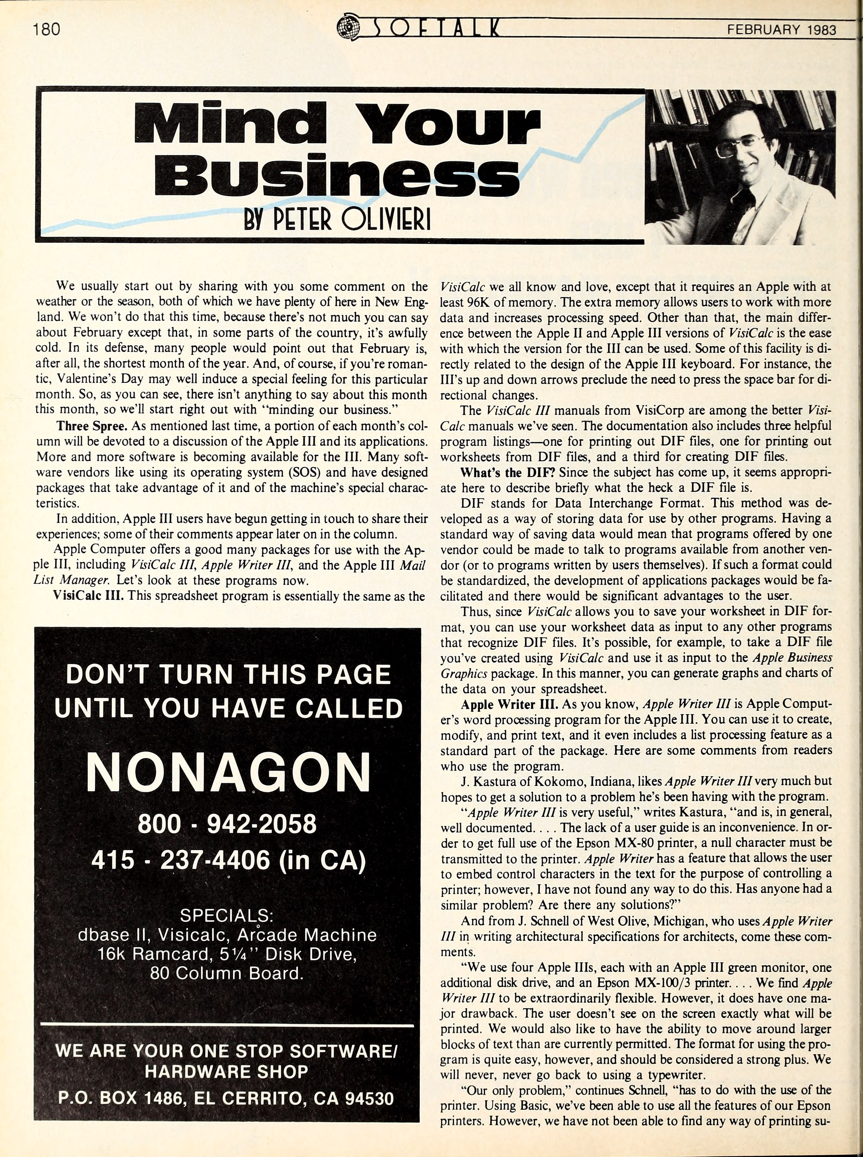 180
SOFTALK
FEBRUARY 1983
Mind Your
Business
BY PETER OLIVIERI
We usually start out by sharing with you some comment on the
weather or the season, both of which we have plenty of here in New Eng-
land. We won't do that this time, because there's not much you can say
about February except that, in some parts of the country, it's awfully
cold. In its defense, many people would point out that February is,
after all, the shortest month of the year. And, of course, if you're roman-
tic, Valentine's Day may well induce a special feeling for this particular
month. So, as you can see, there isn't anything to say about this month
this month, so we'll start right out with "minding our business."
Three Spree. As mentioned last time, a portion of each month's col-
umn will be devoted to a discussion of the Apple III and its applications.
More and more software is becoming available for the III. Many soft-
ware vendors like using its operating system (SOS) and have designed
packages that take advantage of it and of the machine's special charac-
teristics.
In addition, Apple III users have begun getting in touch to share their
experiences; some of their comments appear later on in the column.
Apple Computer offers a good many packages for use with the Ap-
ple III, including VisiCalc III, Apple Writer III, and the Apple III Mail
List Manager. Let's look at these programs now.
VisiCalc III. This spreadsheet program is essentially the same as the
DON'T TURN THIS PAGE
UNTIL YOU HAVE CALLED
NONAGON
800 - 942-2058
415 - 237-4406 (in CA)
SPECIALS:
dbase II, Visicalc, Arcade Machine
16k Ramcard, 5¼" Disk Drive,
80 Column Board.
WE ARE YOUR ONE STOP SOFTWARE/
HARDWARE SHOP
P.O. BOX 1486, EL CERRITO, CA 94530
VisiCalc we all know and love, except that it requires an Apple with at
least 96K of memory. The extra memory allows users to work with more
data and increases processing speed. Other than that, the main differ-
ence between the Apple II and Apple III versions of VisiCalc is the ease
with which the version for the III can be used. Some of this facility is di-
rectly related to the design of the Apple III keyboard. For instance, the
III's up and down arrows preclude the need to press the space bar for di-
rectional changes.
The VisiCalc III manuals from VisiCorp are among the better Visi-
Calc manuals we've seen. The documentation also includes three helpful
program listings—one for printing out DIF files, one for printing out
worksheets from DIF files, and a third for creating DIF files.
What's the DIF? Since the subject has come up, it seems appropri-
ate here to describe briefly what the heck a DIF file is.
DIF stands for Data Interchange Format. This method was de-
veloped as a way of storing data for use by other programs. Having a
standard way of saving data would mean that programs offered by one
vendor could be made to talk to programs available from another ven-
dor (or to programs written by users themselves). If such a format could
be standardized, the development of applications packages would be fa-
cilitated and there would be significant advantages to the user.
Thus, since VisiCalc allows you to save your worksheet in DIF for-
mat, you can use your worksheet data as input to any other programs
that recognize DIF files. It's possible, for example, to take a DIF file
you've created using VisiCalc and use it as input to the Apple Business
Graphics package. In this manner, you can generate graphs and charts of
the data on your spreadsheet.
Apple Writer III. As you know, Apple Writer III is Apple Comput-
er's word processing program for the Apple III. You can use it to create,
modify, and print text, and it even includes a list processing feature as a
standard part of the package. Here are some comments from readers
who use the program.
J. Kastura of Kokomo, Indiana, likes Apple Writer III very much but
hopes to get a solution to a problem he's been having with the program.
"Apple Writer III is very useful," writes Kastura, "and is, in general,
well documented. . . . The lack of a user guide is an inconvenience. In or-
der to get full use of the Epson MX-80 printer, a null character must be
transmitted to the printer. Apple Writer has a feature that allows the user
to embed control characters in the text for the purpose of controlling a
printer; however, I have not found any way to do this. Has anyone had a
similar problem? Are there any solutions?"
And from J. Schnell of West Olive, Michigan, who uses Apple Writer
III in writing architectural specifications for architects, come these com-
ments.
"We use four Apple IIIs, each with an Apple III green monitor, one
additional disk drive, and an Epson MX-100/3 printer. . . . We find Apple
Writer III to be extraordinarily flexible. However, it does have one ma-
jor drawback. The user doesn't see on the screen exactly what will be
printed. We would also like to have the ability to move around larger
blocks of text than are currently permitted. The format for using the pro-
gram is quite easy, however, and should be considered a strong plus. We
will never, never go back to using a typewriter.
"Our only problem," continues Schnell, "has to do with the use of the
printer. Using Basic, we've been able to use all the features of our Epson
printers. However, we have not been able to find any way of printing su-